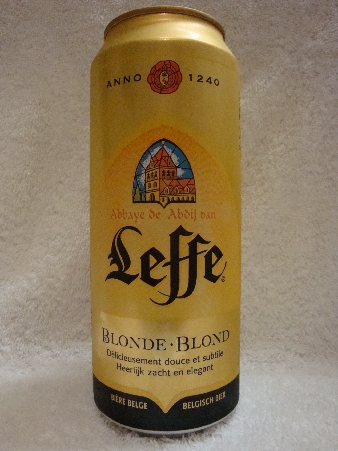 ANNO 1240
Abbaye de Abdij van
Leffe
BLONDE · BLOND
Délicieusement douce et subtile
Heerlijk zacht en elegant
BIÈRE BELGE BELGISCH BIER